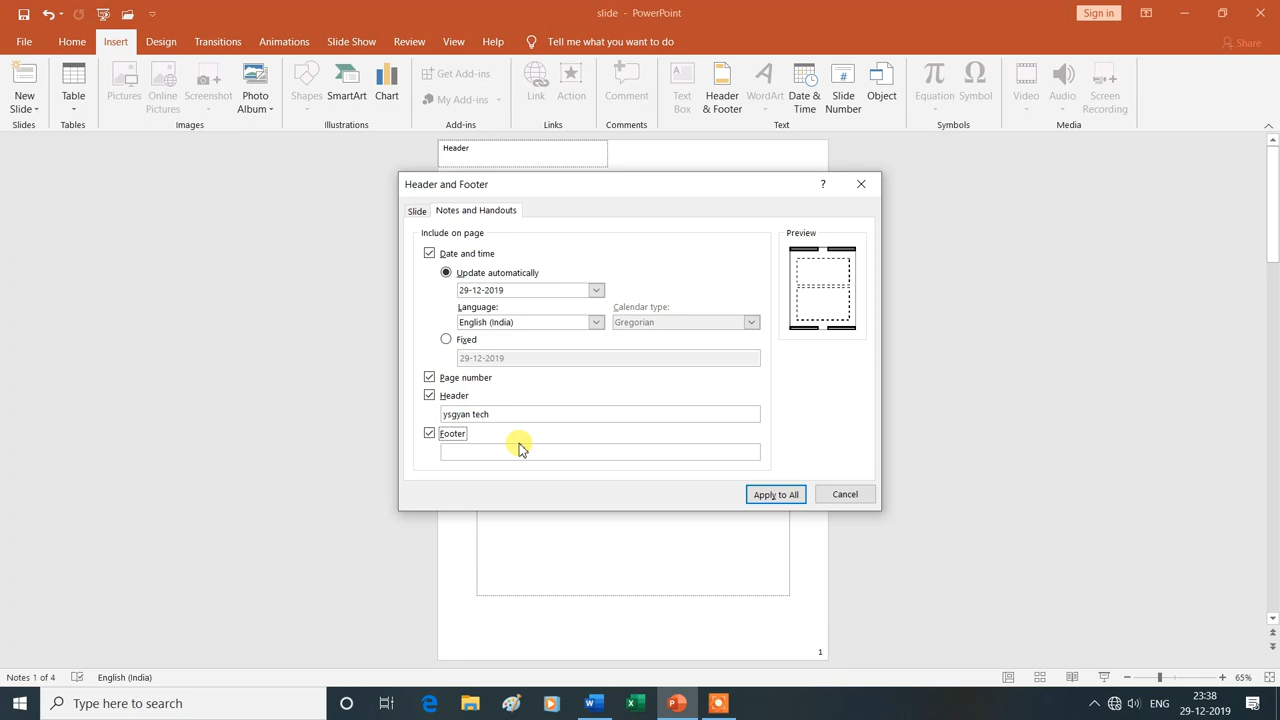 slide - PowerPoint
Sign in
File Home Insert Design Transitions Animations Slide Show Review View Help Tell me what you want to do Share
New Slide
Table
Pictures
Online Pictures
Screenshot
Photo Album
Shapes
SmartArt
Chart
Get Add-ins
My Add-ins
Link
Action
Comment
Text Box
Header & Footer
WordArt
Date & Time
Slide Number
Object
Equation
Symbol
Video
Audio
Screen Recording
Slides Tables Images Illustrations Add-ins Links Comments Text Symbols Media
Header
Header and Footer ?
Slide Notes and Handouts
Include on page
Preview
Date and time
Update automatically
29-12-2019
Language: Calendar type:
English (India) Gregorian
Fixed
29-12-2019
Page number
Header
ysgyan tech
Footer
Apply to All Cancel
1
Notes 1 of 4 English (India) 65%
Type here to search
ENG
23:38
29-12-2019